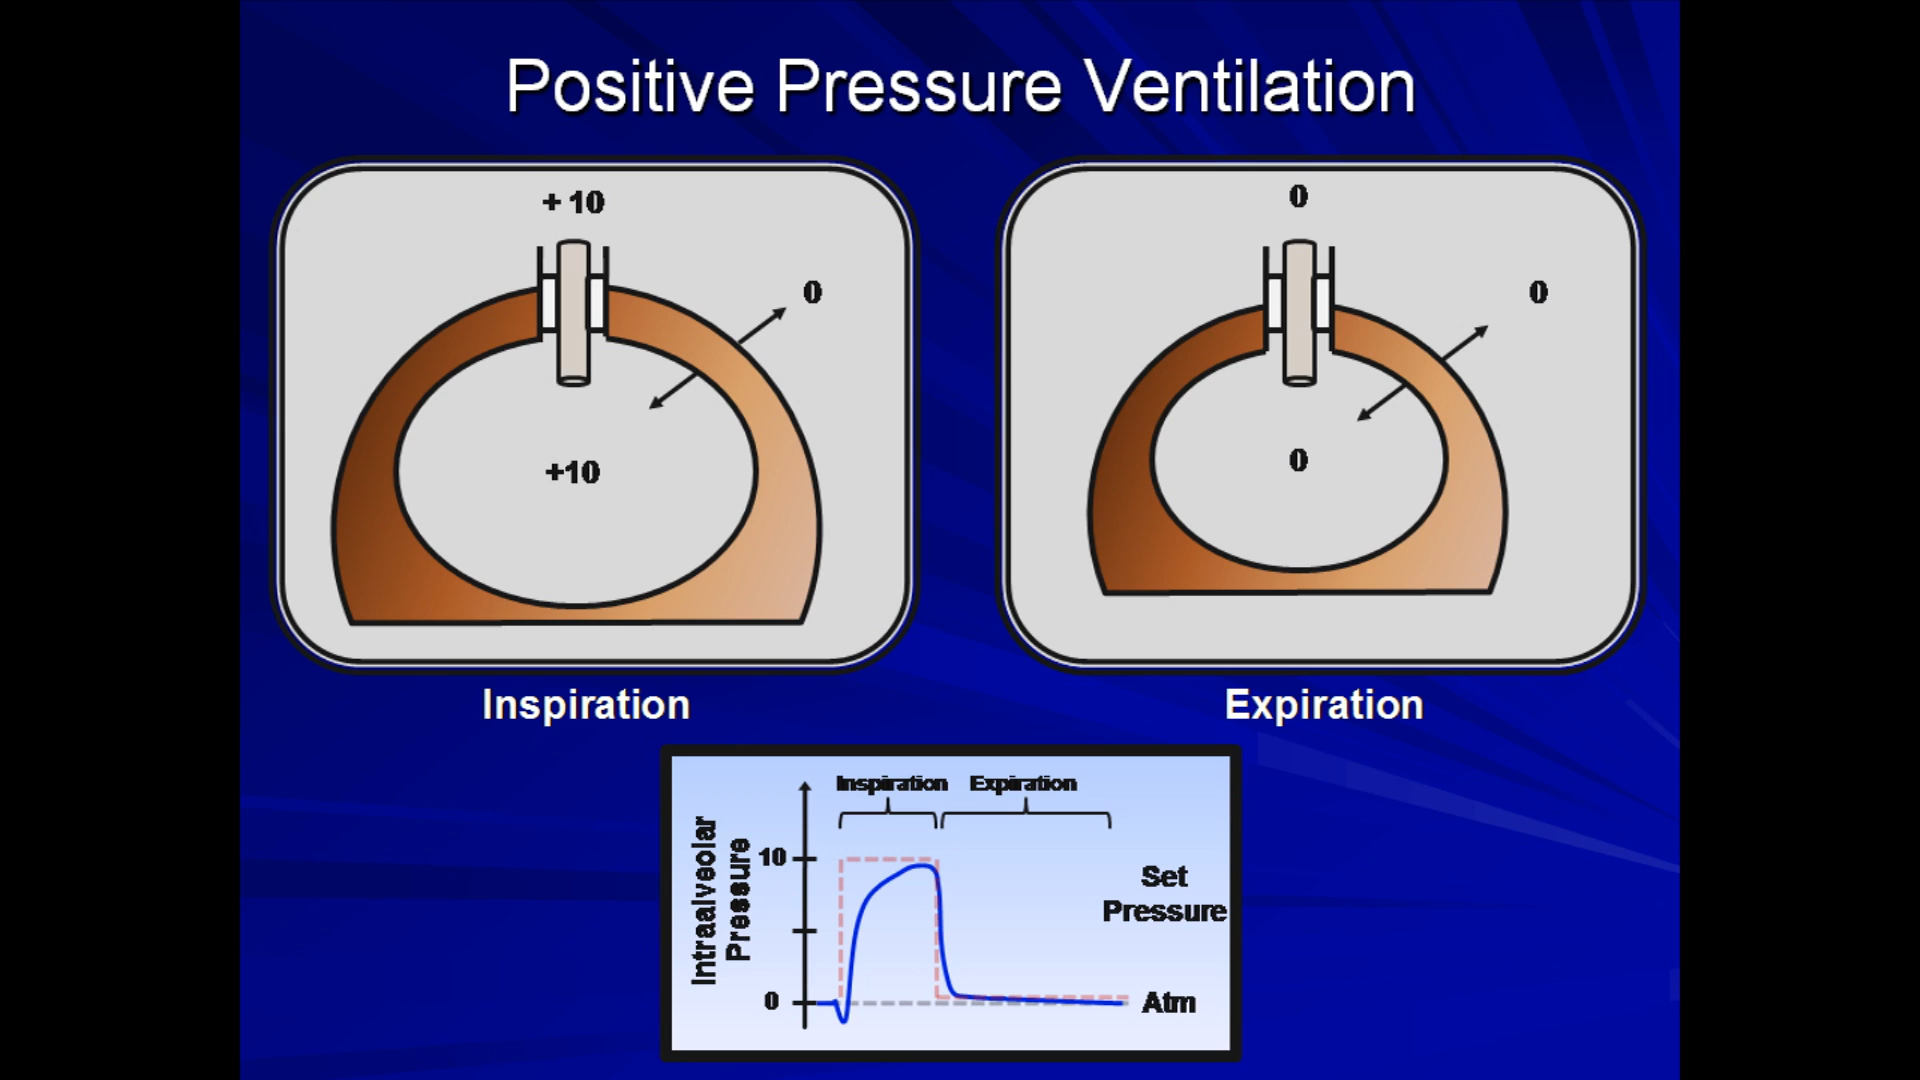 Positive Pressure Ventilation
+ 10
0
+10
Inspiration
0
0
0
Expiration
Inspiration Expiration
Intraalveolar
Pressure
10
0
Set
Pressure
Atm